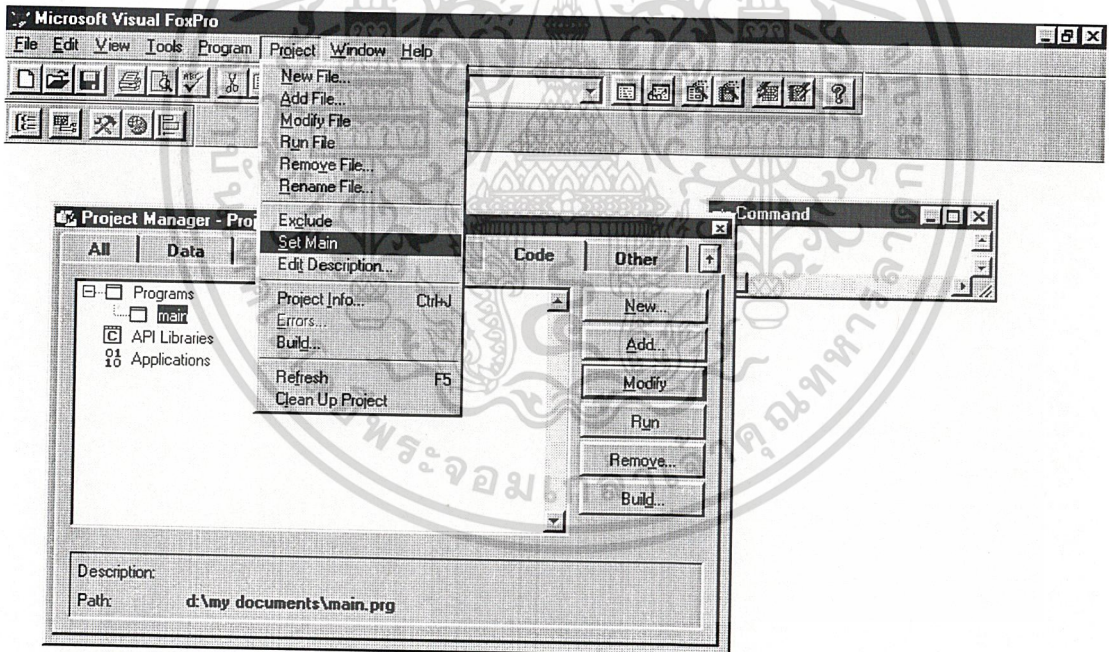 Microsoft Visual FoxPro
File Edit View Tools Program Project Window Help
New File...
Add File...
Modify File
Run File
Remove File...
Rename File...
Exclude
Set Main
Edit Description...
Project Info... Ctrl+J
Errors...
Build...
Refresh F5
Clean Up Project
Project Manager - Proj
All Data Code Other
Programs
main
API Libraries
Applications
New...
Add...
Modify
Run
Remove...
Build...
Description:
Path: d:\my documents\main.prg
Command